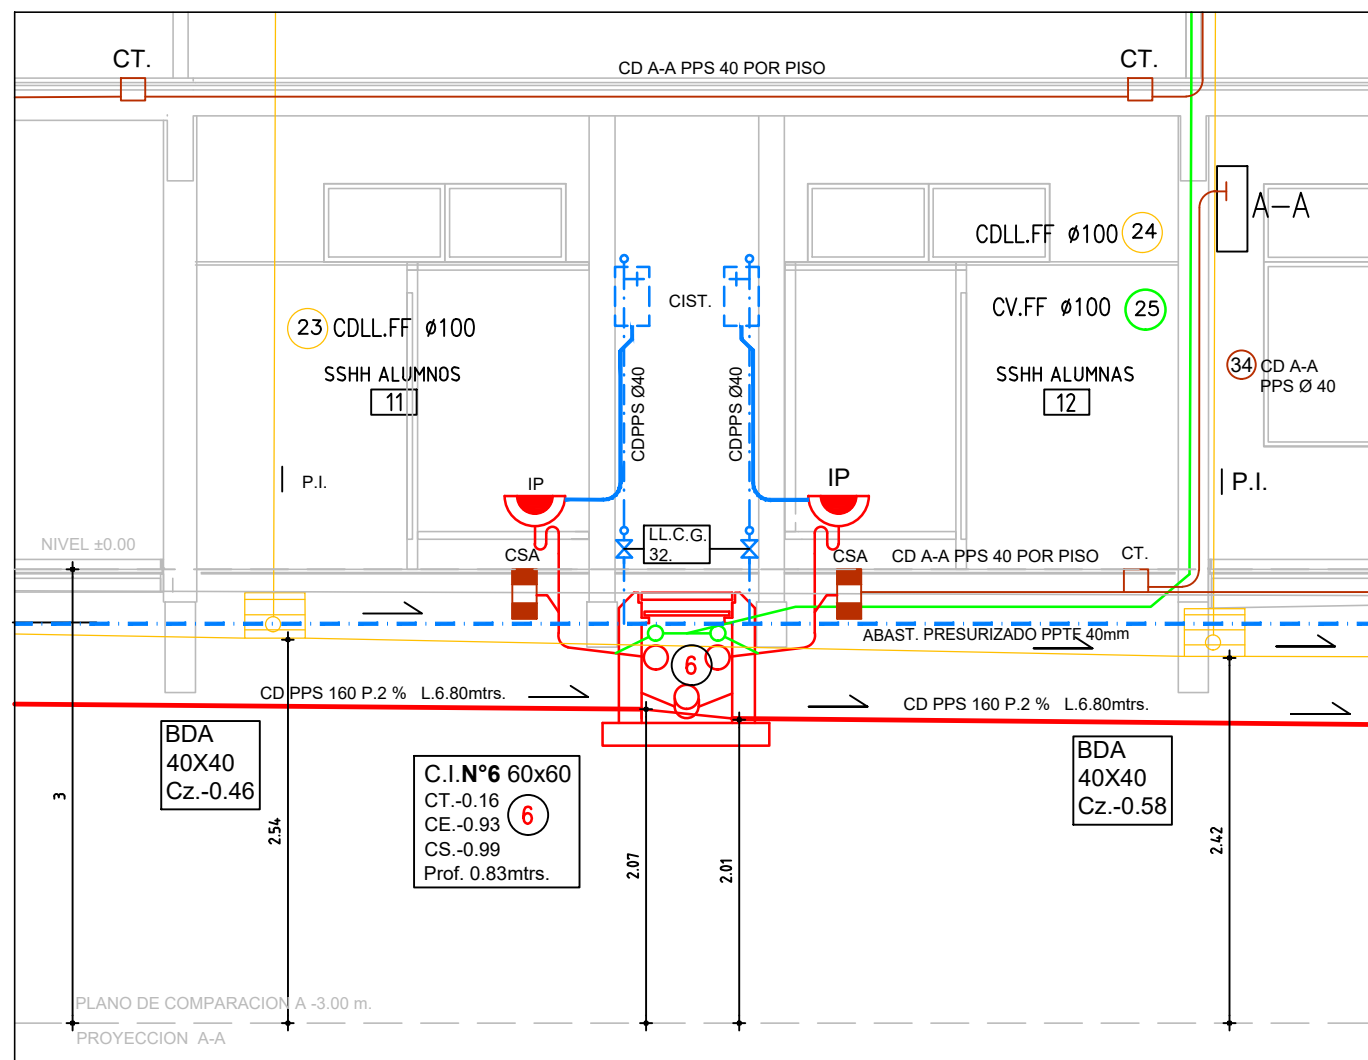 CT.
CD A-A PPS 40 POR PISO
CT.
A-A
CDLL.FF ø100 24
CIST.
CV.FF ø100 25
23 CDLL.FF ø100
34 CD A-A
PPS Ø 40
SSHH ALUMNOS
11
SSHH ALUMNAS
12
CDPPS Ø40
CDPPS Ø40
P.I.
IP
IP
P.I.
NIVEL ±0.00
LL.C.G.
32.
CSA
CSA
CD A-A PPS 40 POR PISO
CT.
ABAST. PRESURIZADO PPTF 40mm
6
CD PPS 160 P.2 % L.6.80mtrs.
CD PPS 160 P.2 % L.6.80mtrs.
BDA
40X40
Cz.-0.46
BDA
40X40
Cz.-0.58
C.I.N°6 60x60
CT.-0.16
CE.-0.93
CS.-0.99
Prof. 0.83mtrs.
6
3
2.54
2.07
2.01
2.42
PLANO DE COMPARACION A -3.00 m.
PROYECCION A-A